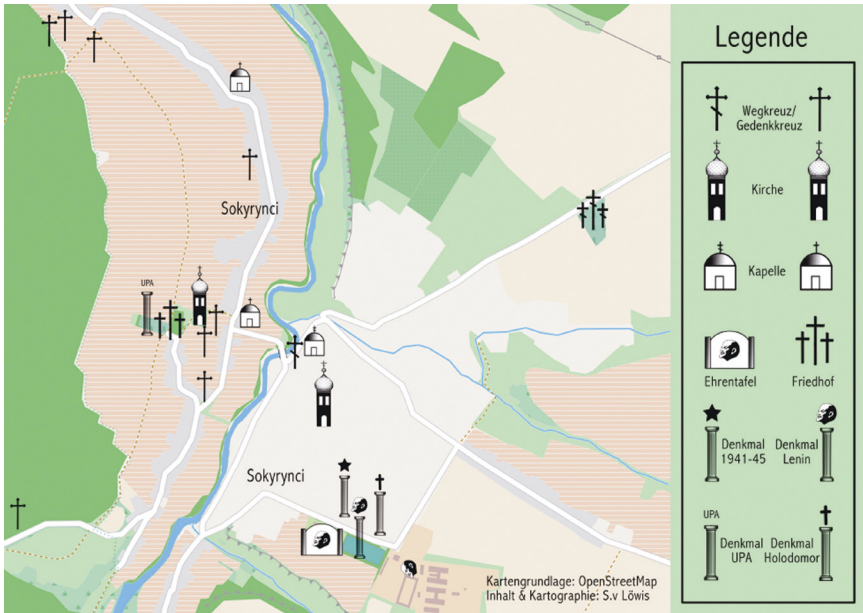 Sokyrynci
UPA
Sokyrynci
Kartengrundlage: OpenStreetMap
Inhalt & Kartographie: S.v Löwis
Legende
Wegkreuz/
Gedenkkreuz
Kirche
Kapelle
Ehrentafel
Friedhof
Denkmal
1941-45
Denkmal
Lenin
UPA
Denkmal
UPA
Denkmal
Holodomor